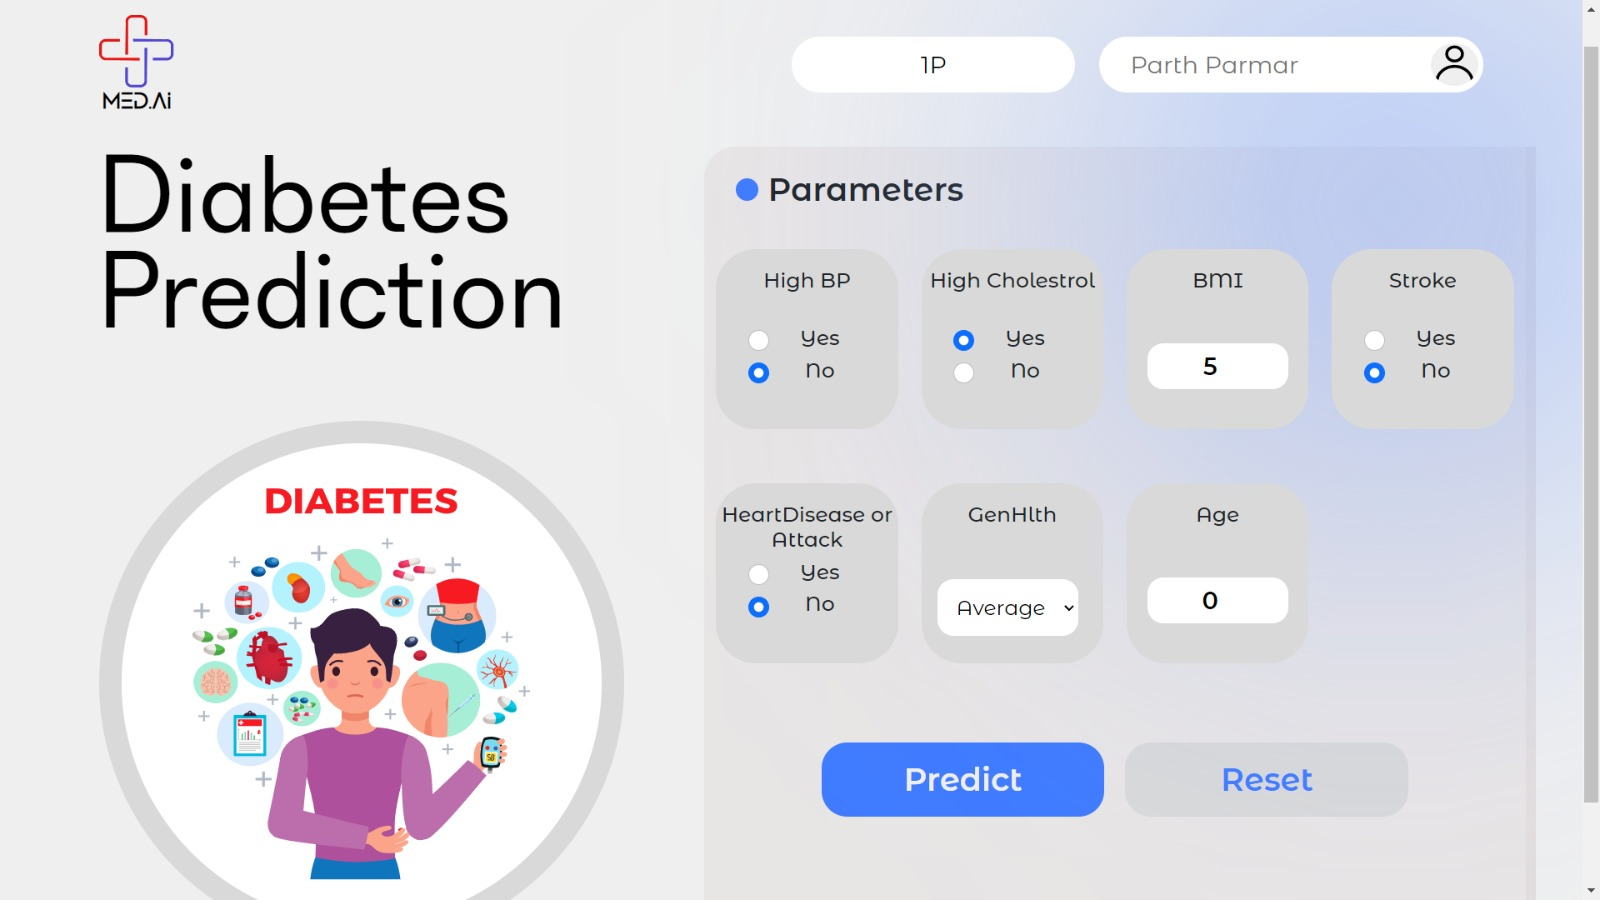 MED.Ai
1P
Parth Parmar
Diabetes
Prediction
Parameters
High BP
Yes
No
High Cholestrol
Yes
No
BMI
5
Stroke
Yes
No
HeartDisease or
Attack
Yes
No
GenHlth
Average
Age
0
Predict
Reset
DIABETES
50